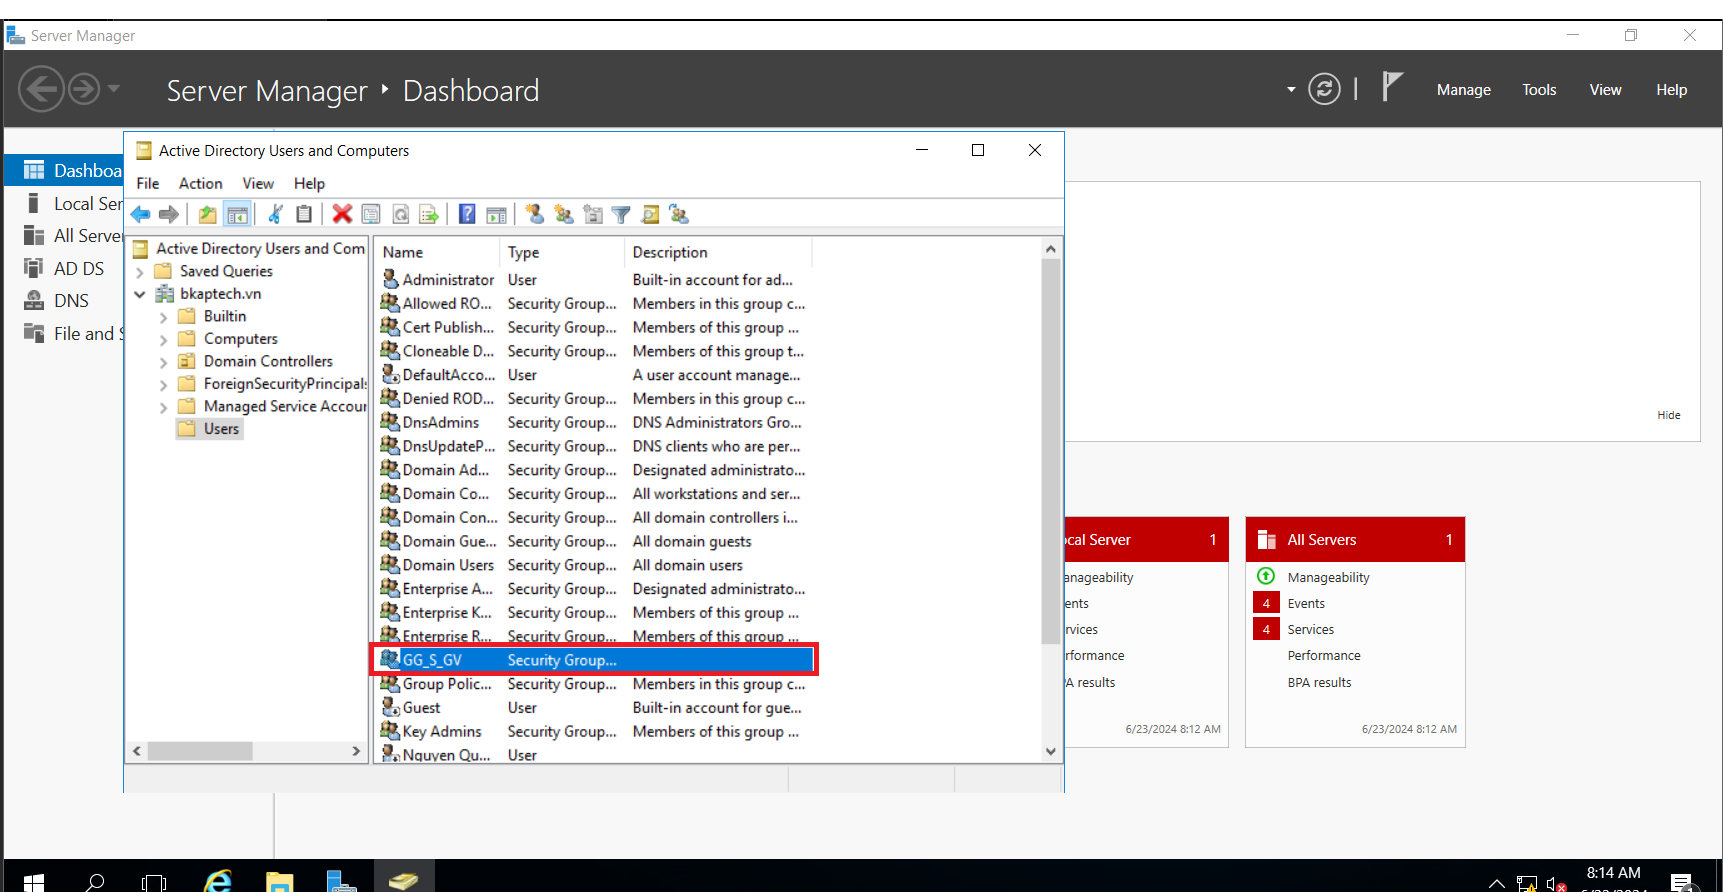 Server Manager
Server Manager ‣ Dashboard
Manage Tools View Help
Dashboa
Local Ser
All Server
AD DS
DNS
File and S
Active Directory Users and Computers
File Action View Help
Active Directory Users and Com
Saved Queries
bkaptech.vn
Builtin
Computers
Domain Controllers
ForeignSecurityPrincipals
Managed Service Accour
Users
Name Type Description
Administrator User Built-in account for ad...
Allowed RO... Security Group... Members in this group c...
Cert Publish... Security Group... Members of this group ...
Cloneable D... Security Group... Members of this group t...
DefaultAcco... User A user account manage...
Denied ROD... Security Group... Members in this group c...
DnsAdmins Security Group... DNS Administrators Gro...
DnsUpdateP... Security Group... DNS clients who are per...
Domain Ad... Security Group... Designated administrato...
Domain Co... Security Group... All workstations and ser...
Domain Con... Security Group... All domain controllers i...
Domain Gue... Security Group... All domain guests
Domain Users Security Group... All domain users
Enterprise A... Security Group... Designated administrato...
Enterprise K... Security Group... Members of this group ...
Enterprise R... Security Group... Members of this group ...
GG_S_GV Security Group...
Group Polic... Security Group... Members in this group c...
Guest User Built-in account for gue...
Key Admins Security Group... Members of this group ...
Nguyen Qu... User
Hide
ocal Server 1
anageability
ents
rvices
rformance
PA results
6/23/2024 8:12 AM
All Servers 1
Manageability
4 Events
4 Services
Performance
BPA results
6/23/2024 8:12 AM
8:14 AM